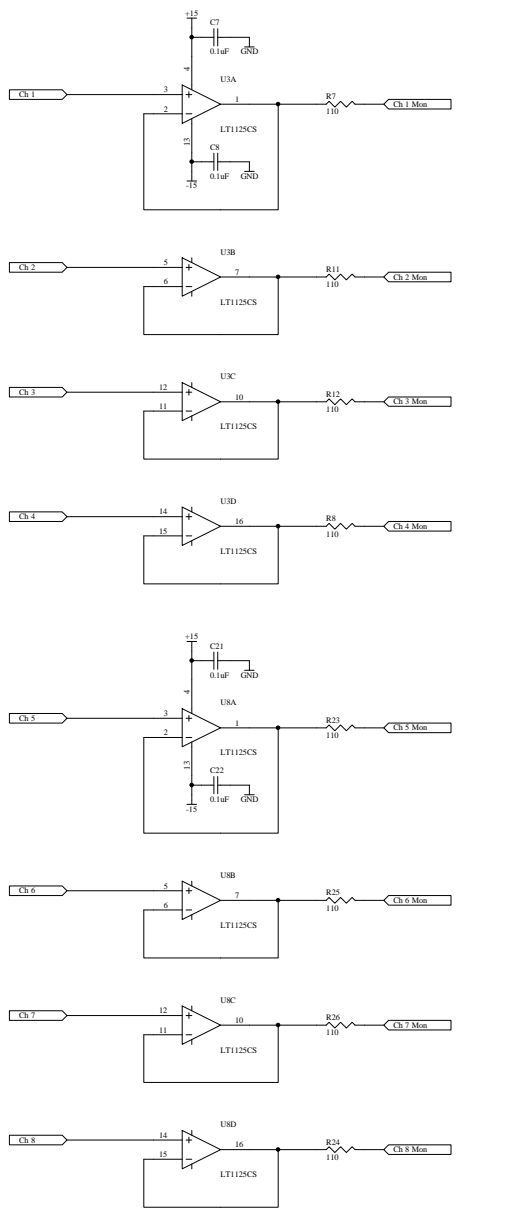 +15
C7
0.1uF GND
4
U3A
Ch 1 3 + 1 R7 Ch 1 Mon
2 − 110
LT1125CS
13
C8
0.1uF GND
-15
U3B
Ch 2 5 + 7 R11 Ch 2 Mon
6 − 110
LT1125CS
U3C
Ch 3 12 + 10 R12 Ch 3 Mon
11 − 110
LT1125CS
U3D
Ch 4 14 + 16 R8 Ch 4 Mon
15 − 110
LT1125CS
+15
C21
0.1uF GND
4
U8A
Ch 5 3 + 1 R23 Ch 5 Mon
2 − 110
LT1125CS
13
C22
0.1uF GND
-15
U8B
Ch 6 5 + 7 R25 Ch 6 Mon
6 − 110
LT1125CS
U8C
Ch 7 12 + 10 R26 Ch 7 Mon
11 − 110
LT1125CS
U8D
Ch 8 14 + 16 R24 Ch 8 Mon
15 − 110
LT1125CS